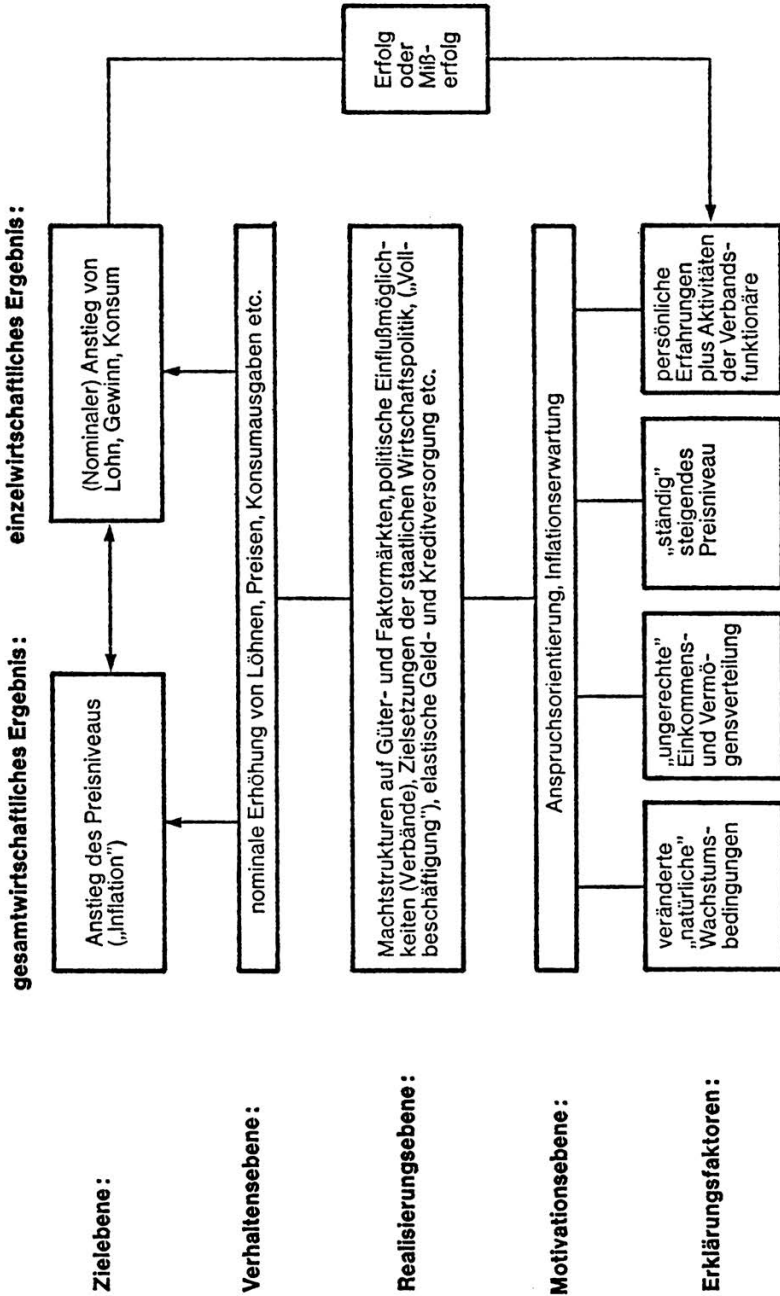 gesamtwirtschaftliches Ergebnis:
einzelwirtschaftliches Ergebnis:
Zielebene:
Anstieg des Preisniveaus
(„Inflation”)
(Nominaler) Anstieg von
Lohn, Gewinn, Konsum
Erfolg
oder
Miß-
erfolg
Verhaltensebene:
nominale Erhöhung von Löhnen, Preisen, Konsumausgaben etc.
Realisierungsebene:
Machtstrukturen auf Güter- und Faktormärkten, politische Einflußmöglich-
keiten (Verbände), Zielsetzungen der staatlichen Wirtschaftspolitik, („Voll-
beschäftigung”), elastische Geld- und Kreditversorgung etc.
Motivationsebene:
Anspruchsorientierung, Inflationserwartung
Erklärungsfaktoren:
veränderte
„natürliche”
Wachstums-
bedingungen
„ungerechte”
Einkommens-
und Vermö-
gensverteilung
„ständig”
steigendes
Preisniveau
persönliche
Erfahrungen
plus Aktivitäten
der Verbands-
funktionäre